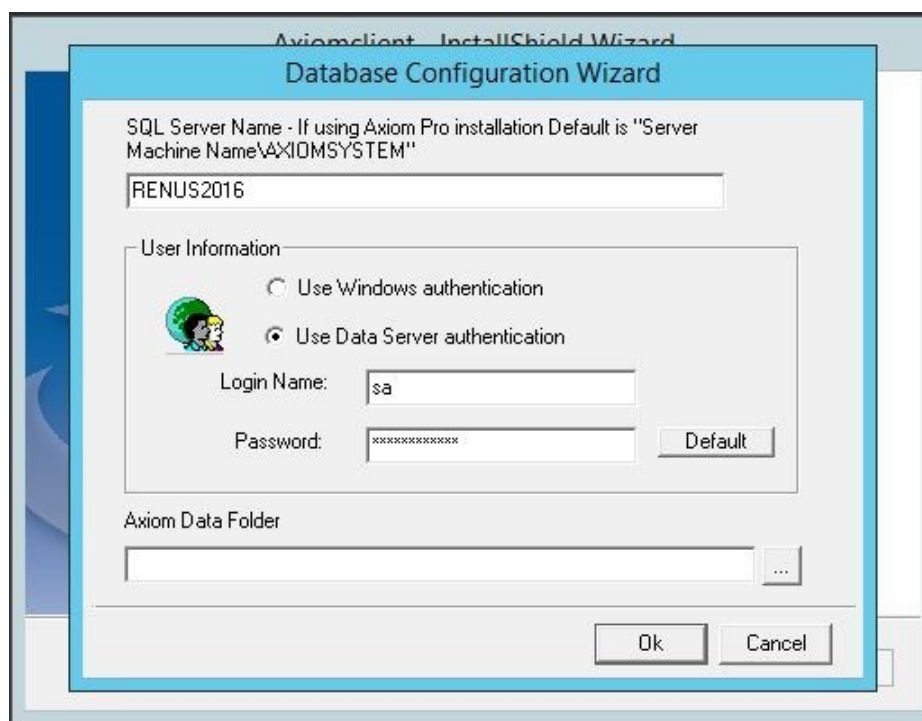 Axiomclient - InstallShield Wizard
Database Configuration Wizard
SQL Server Name - If using Axiom Pro installation Default is "Server
Machine Name\AXIOMSYSTEM"
RENUS2016
User Information
Use Windows authentication
Use Data Server authentication
Login Name:
sa
Password:
************
Default
Axiom Data Folder
...
Ok
Cancel